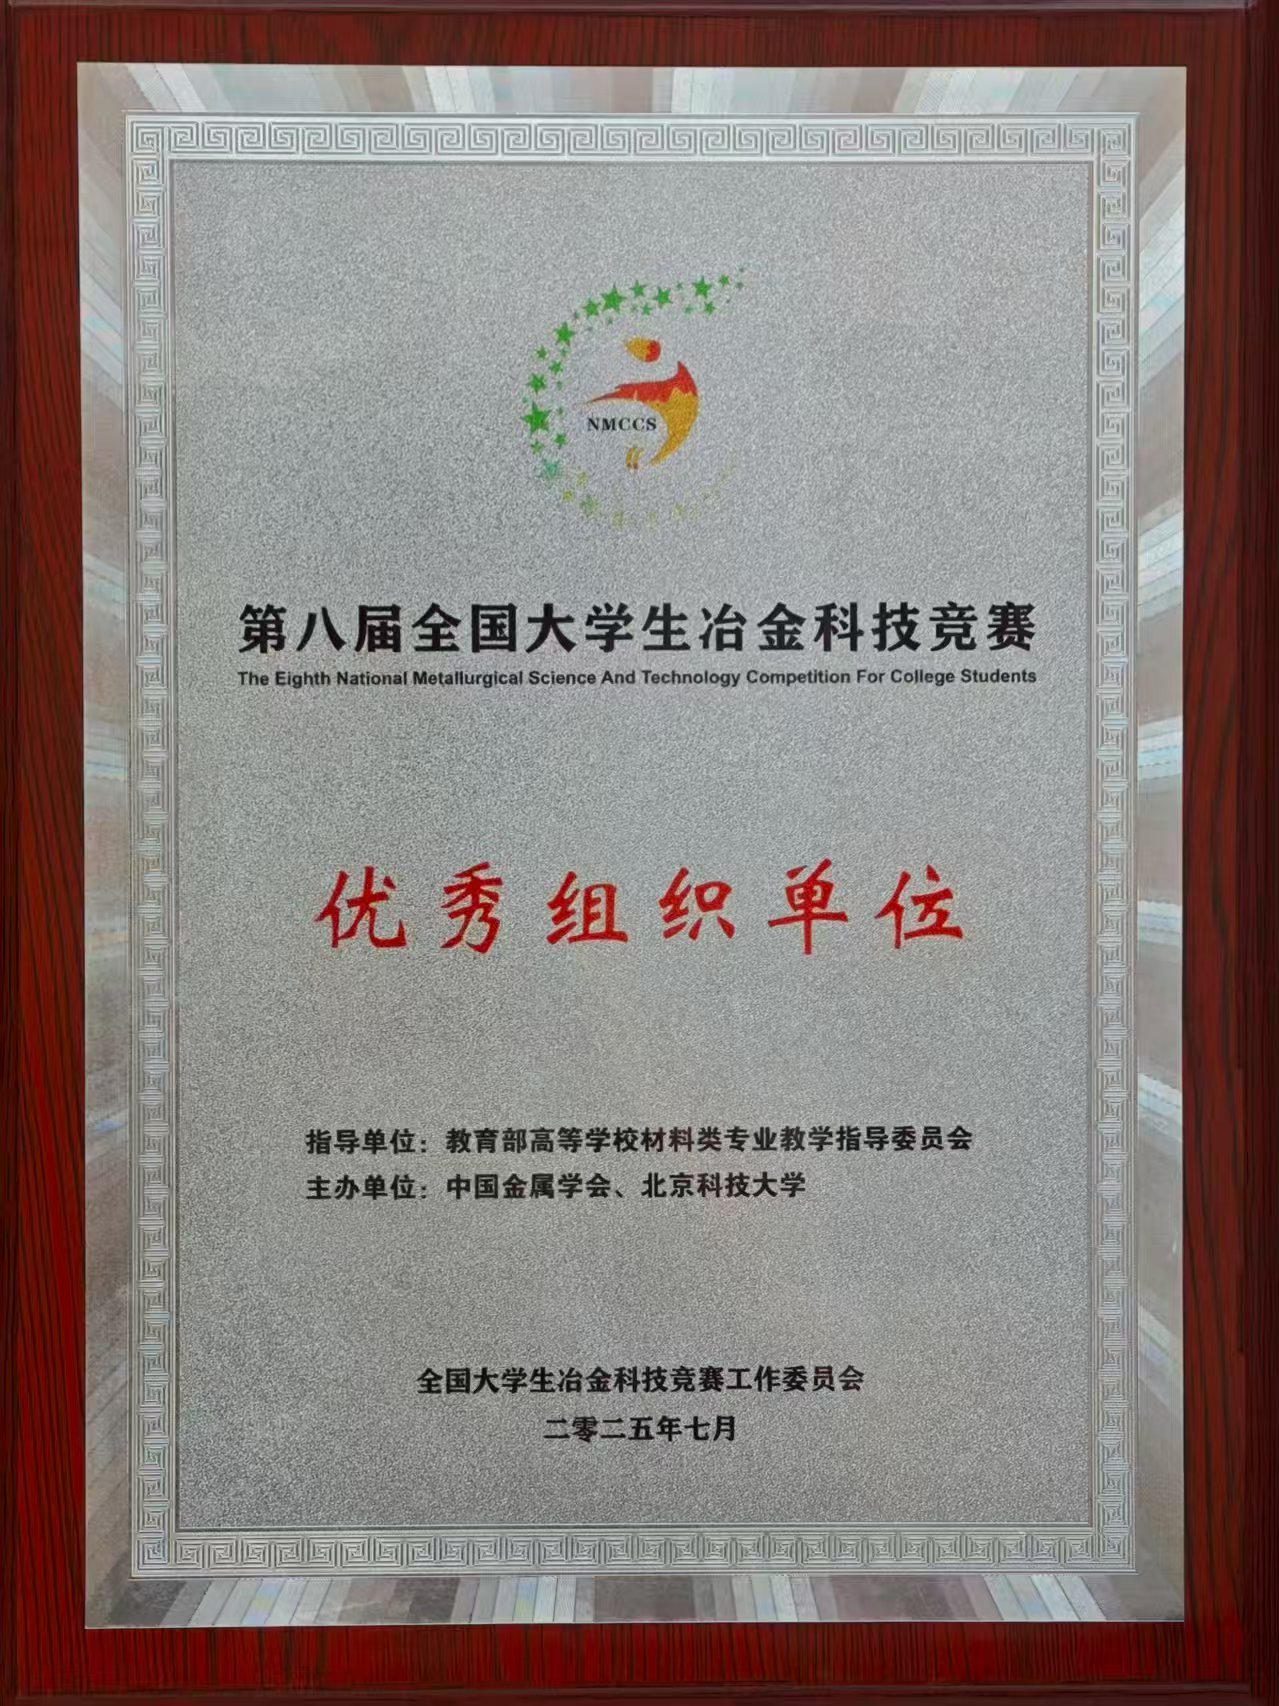 NMCCS
第八届全国大学生冶金科技竞赛
The Eighth National Metallurgical Science And Technology Competition For College Students
优秀组织单位
指导单位：教育部高等学校材料类专业教学指导委员会
主办单位：中国金属学会、北京科技大学
全国大学生冶金科技竞赛工作委员会
二零二五年七月